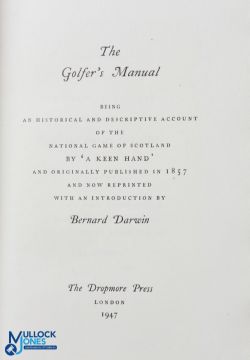 The
Golfer's Manual
BEING
AN HISTORICAL AND DESCRIPTIVE ACCOUNT
OF THE
NATIONAL GAME OF SCOTLAND
BY 'A KEEN HAND'
AND ORIGINALLY PUBLISHED IN 1857
AND NOW REPRINTED
WITH AN INTRODUCTION BY
Bernard Darwin
The Dropmore Press
LONDON
1947
MULLOCK
JONES